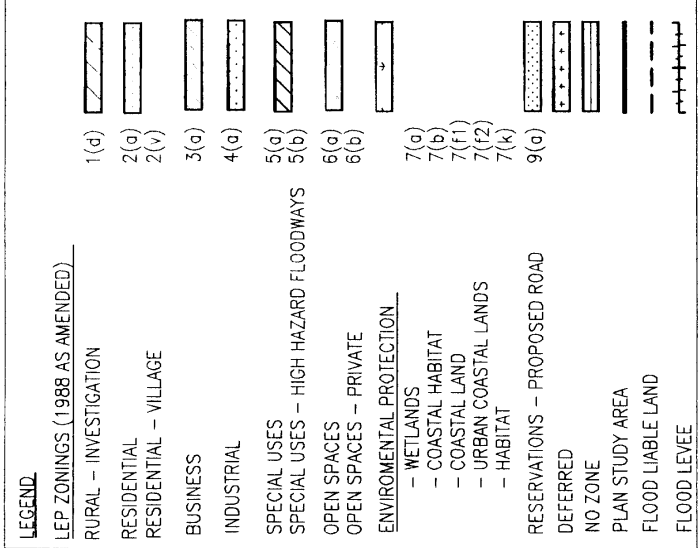 LEGEND
LEP ZONINGS (1988 AS AMENDED)
RURAL – INVESTIGATION 1(d)
RESIDENTIAL 2(a)
RESIDENTIAL – VILLAGE 2(v)
BUSINESS 3(a)
INDUSTRIAL 4(a)
SPECIAL USES 5(a)
SPECIAL USES – HIGH HAZARD FLOODWAYS 5(b)
OPEN SPACES 6(a)
OPEN SPACES – PRIVATE 6(b)
ENVIROMENTAL PROTECTION
– WETLANDS 7(a)
– COASTAL HABITAT 7(b)
– COASTAL LAND 7(f1)
– URBAN COASTAL LANDS 7(f2)
– HABITAT 7(k)
RESERVATIONS – PROPOSED ROAD 9(a)
DEFERRED
NO ZONE
PLAN STUDY AREA
FLOOD LIABLE LAND
FLOOD LEVEE